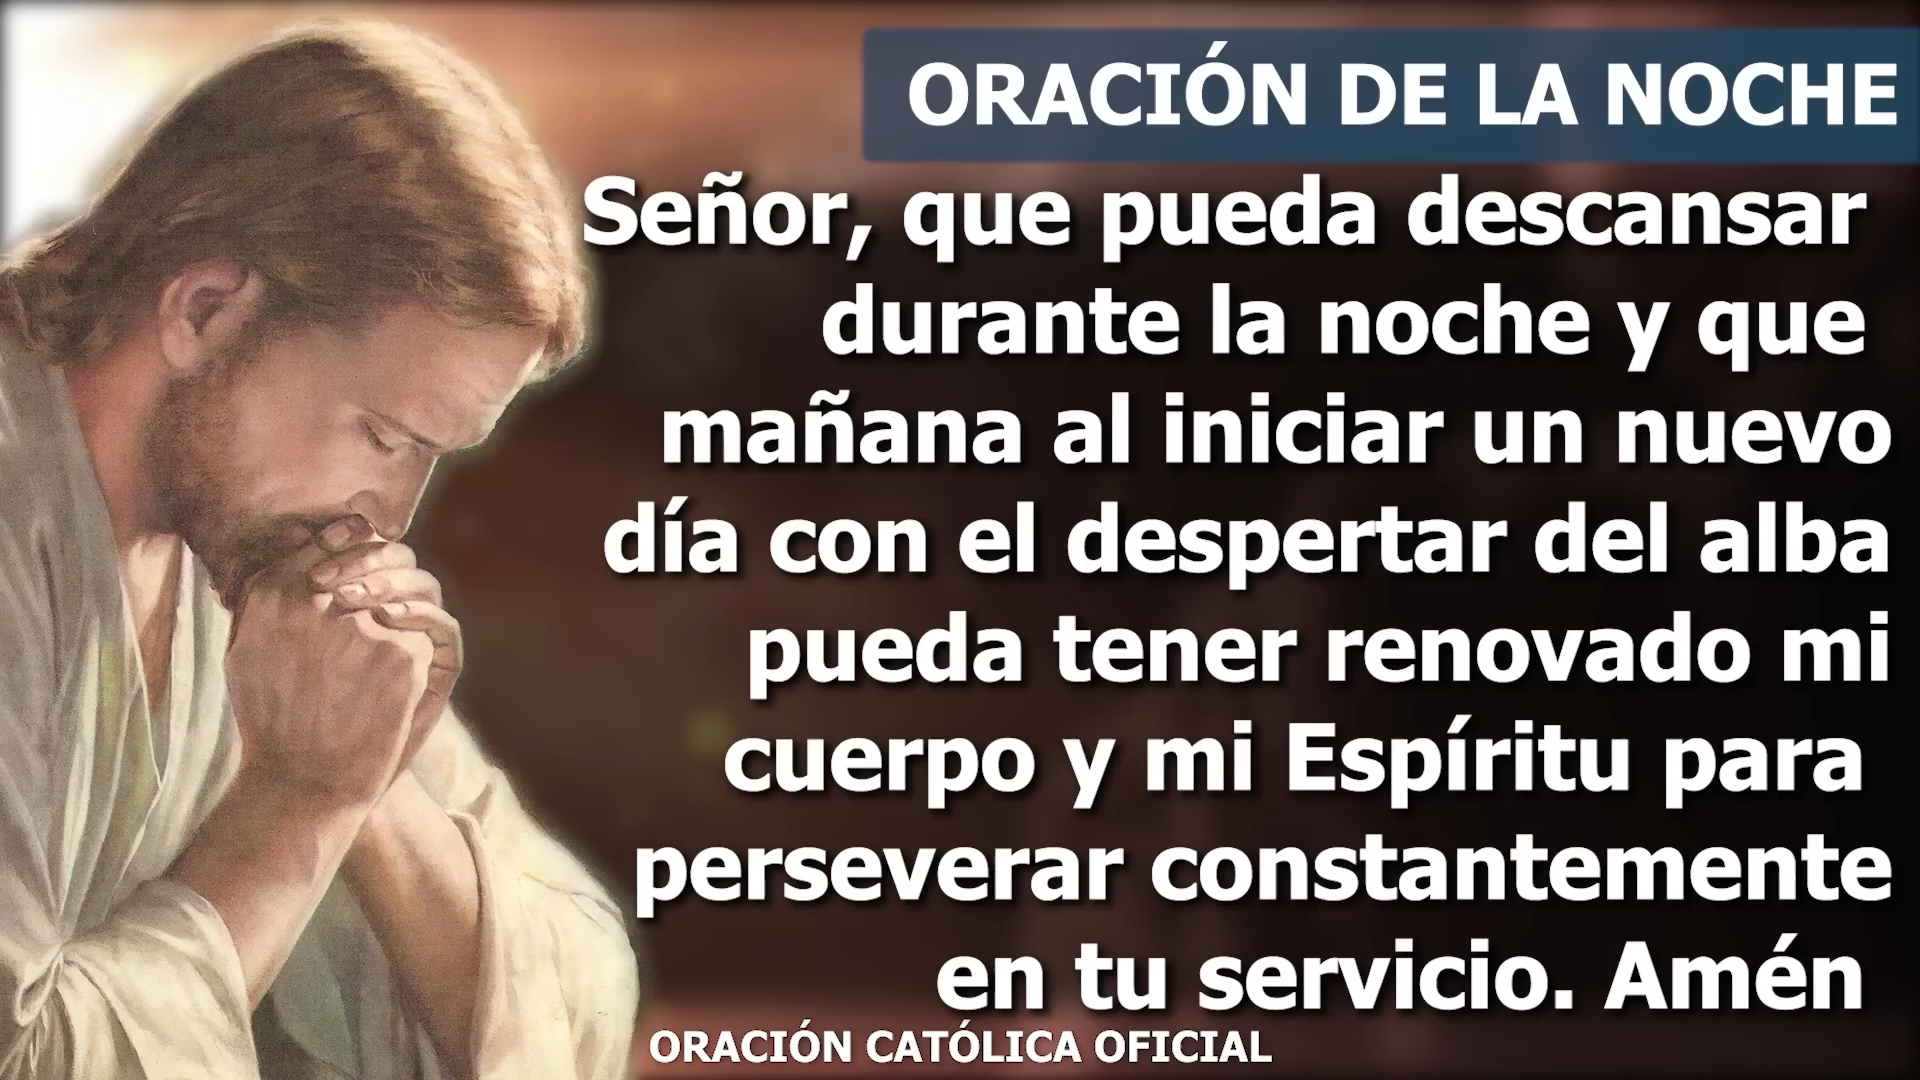 ORACIÓN DE LA NOCHE
Señor, que pueda descansar
durante la noche y que
mañana al iniciar un nuevo
día con el despertar del alba
pueda tener renovado mi
cuerpo y mi Espíritu para
perseverar constantemente
en tu servicio. Amén
ORACIÓN CATÓLICA OFICIAL